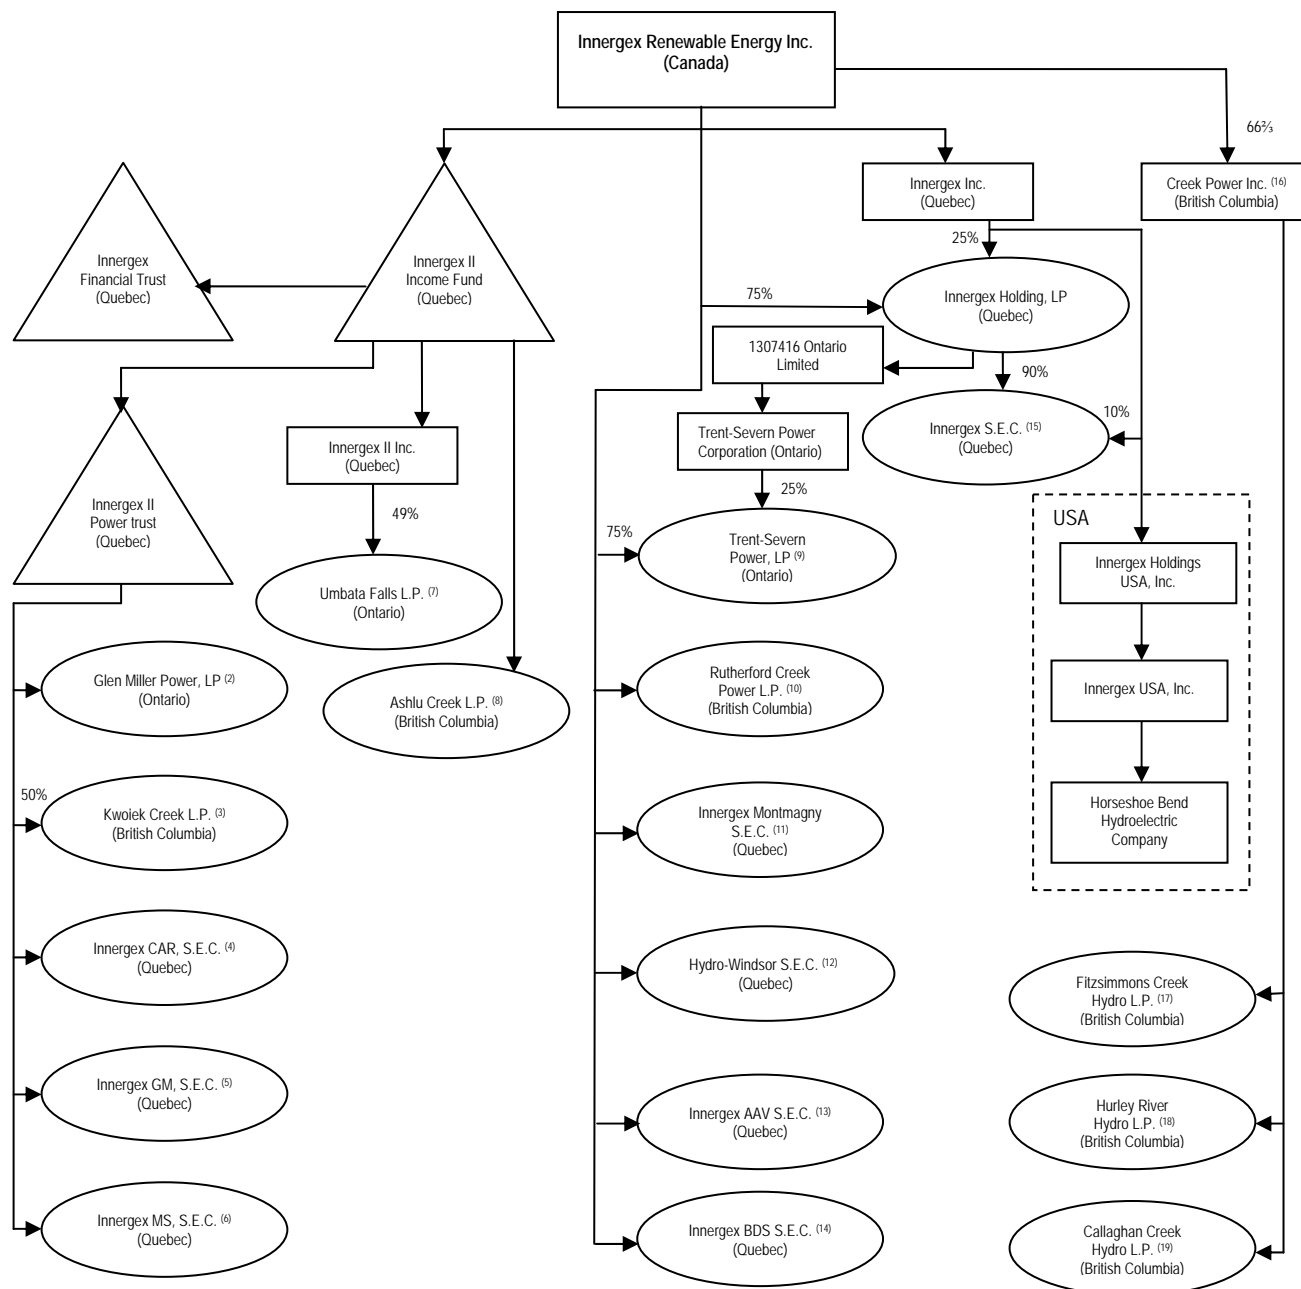 Innergex Renewable Energy Inc.
(Canada)
66⅔
Innergex Inc.
(Quebec)
Creek Power Inc. (16)
(British Columbia)
25%
Innergex
Financial Trust
(Quebec)
Innergex II
Income Fund
(Quebec)
75%
Innergex Holding, LP
(Quebec)
1307416 Ontario
Limited
90%
10%
Innergex S.E.C. (15)
(Quebec)
Trent-Severn Power
Corporation (Ontario)
Innergex II Inc.
(Quebec)
25%
Innergex II
Power trust
(Quebec)
49%
75%
Trent-Severn
Power, LP (9)
(Ontario)
USA
Innergex Holdings
USA, Inc.
Umbata Falls L.P. (7)
(Ontario)
Glen Miller Power, LP (2)
(Ontario)
Ashlu Creek L.P. (8)
(British Columbia)
Rutherford Creek
Power L.P. (10)
(British Columbia)
Innergex USA, Inc.
50%
Kwoiek Creek L.P. (3)
(British Columbia)
Innergex Montmagny
S.E.C. (11)
(Quebec)
Horseshoe Bend
Hydroelectric
Company
Innergex CAR, S.E.C. (4)
(Quebec)
Hydro-Windsor S.E.C. (12)
(Quebec)
Fitzsimmons Creek
Hydro L.P. (17)
(British Columbia)
Innergex GM, S.E.C. (5)
(Quebec)
Innergex AAV S.E.C. (13)
(Quebec)
Hurley River
Hydro L.P. (18)
(British Columbia)
Innergex MS, S.E.C. (6)
(Quebec)
Innergex BDS S.E.C. (14)
(Quebec)
Callaghan Creek
Hydro L.P. (19)
(British Columbia)